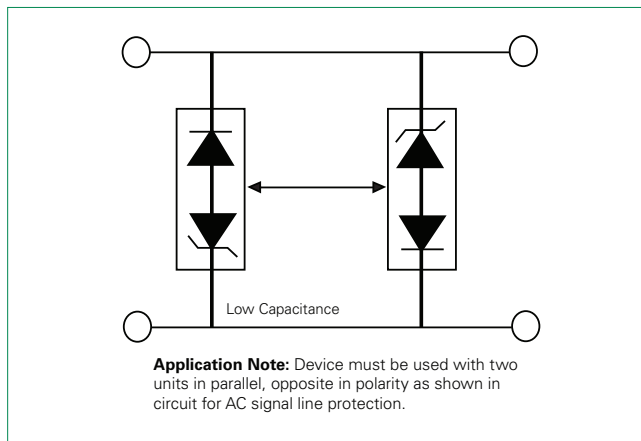 Low Capacitance
Application Note: Device must be used with two
units in parallel, opposite in polarity as shown in
circuit for AC signal line protection.